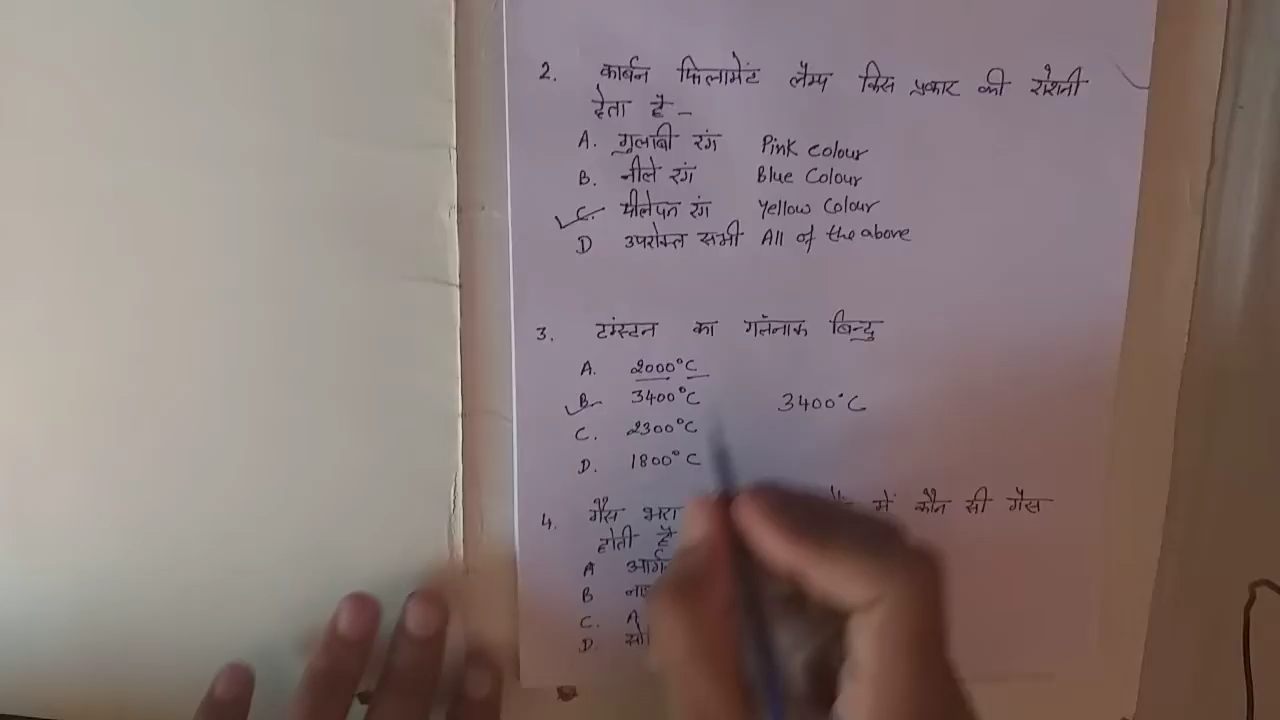 2. कार्बन फिलामेंट लैम्प किस प्रकार की रोशनी
देता है -
A. गुलाबी रंग Pink colour
B. नीले रंग Blue Colour
C. पीलेपन रंग Yellow Colour
D उपरोक्त सभी All of the above
3. टंगस्टन का गलनांक बिन्दु
A. 2000°C
B. 3400°C 3400°C
C. 2300°C
D. 1800°C
4. गैस भरा में कौन सी गैस
होती है
A
B
C. A
D.